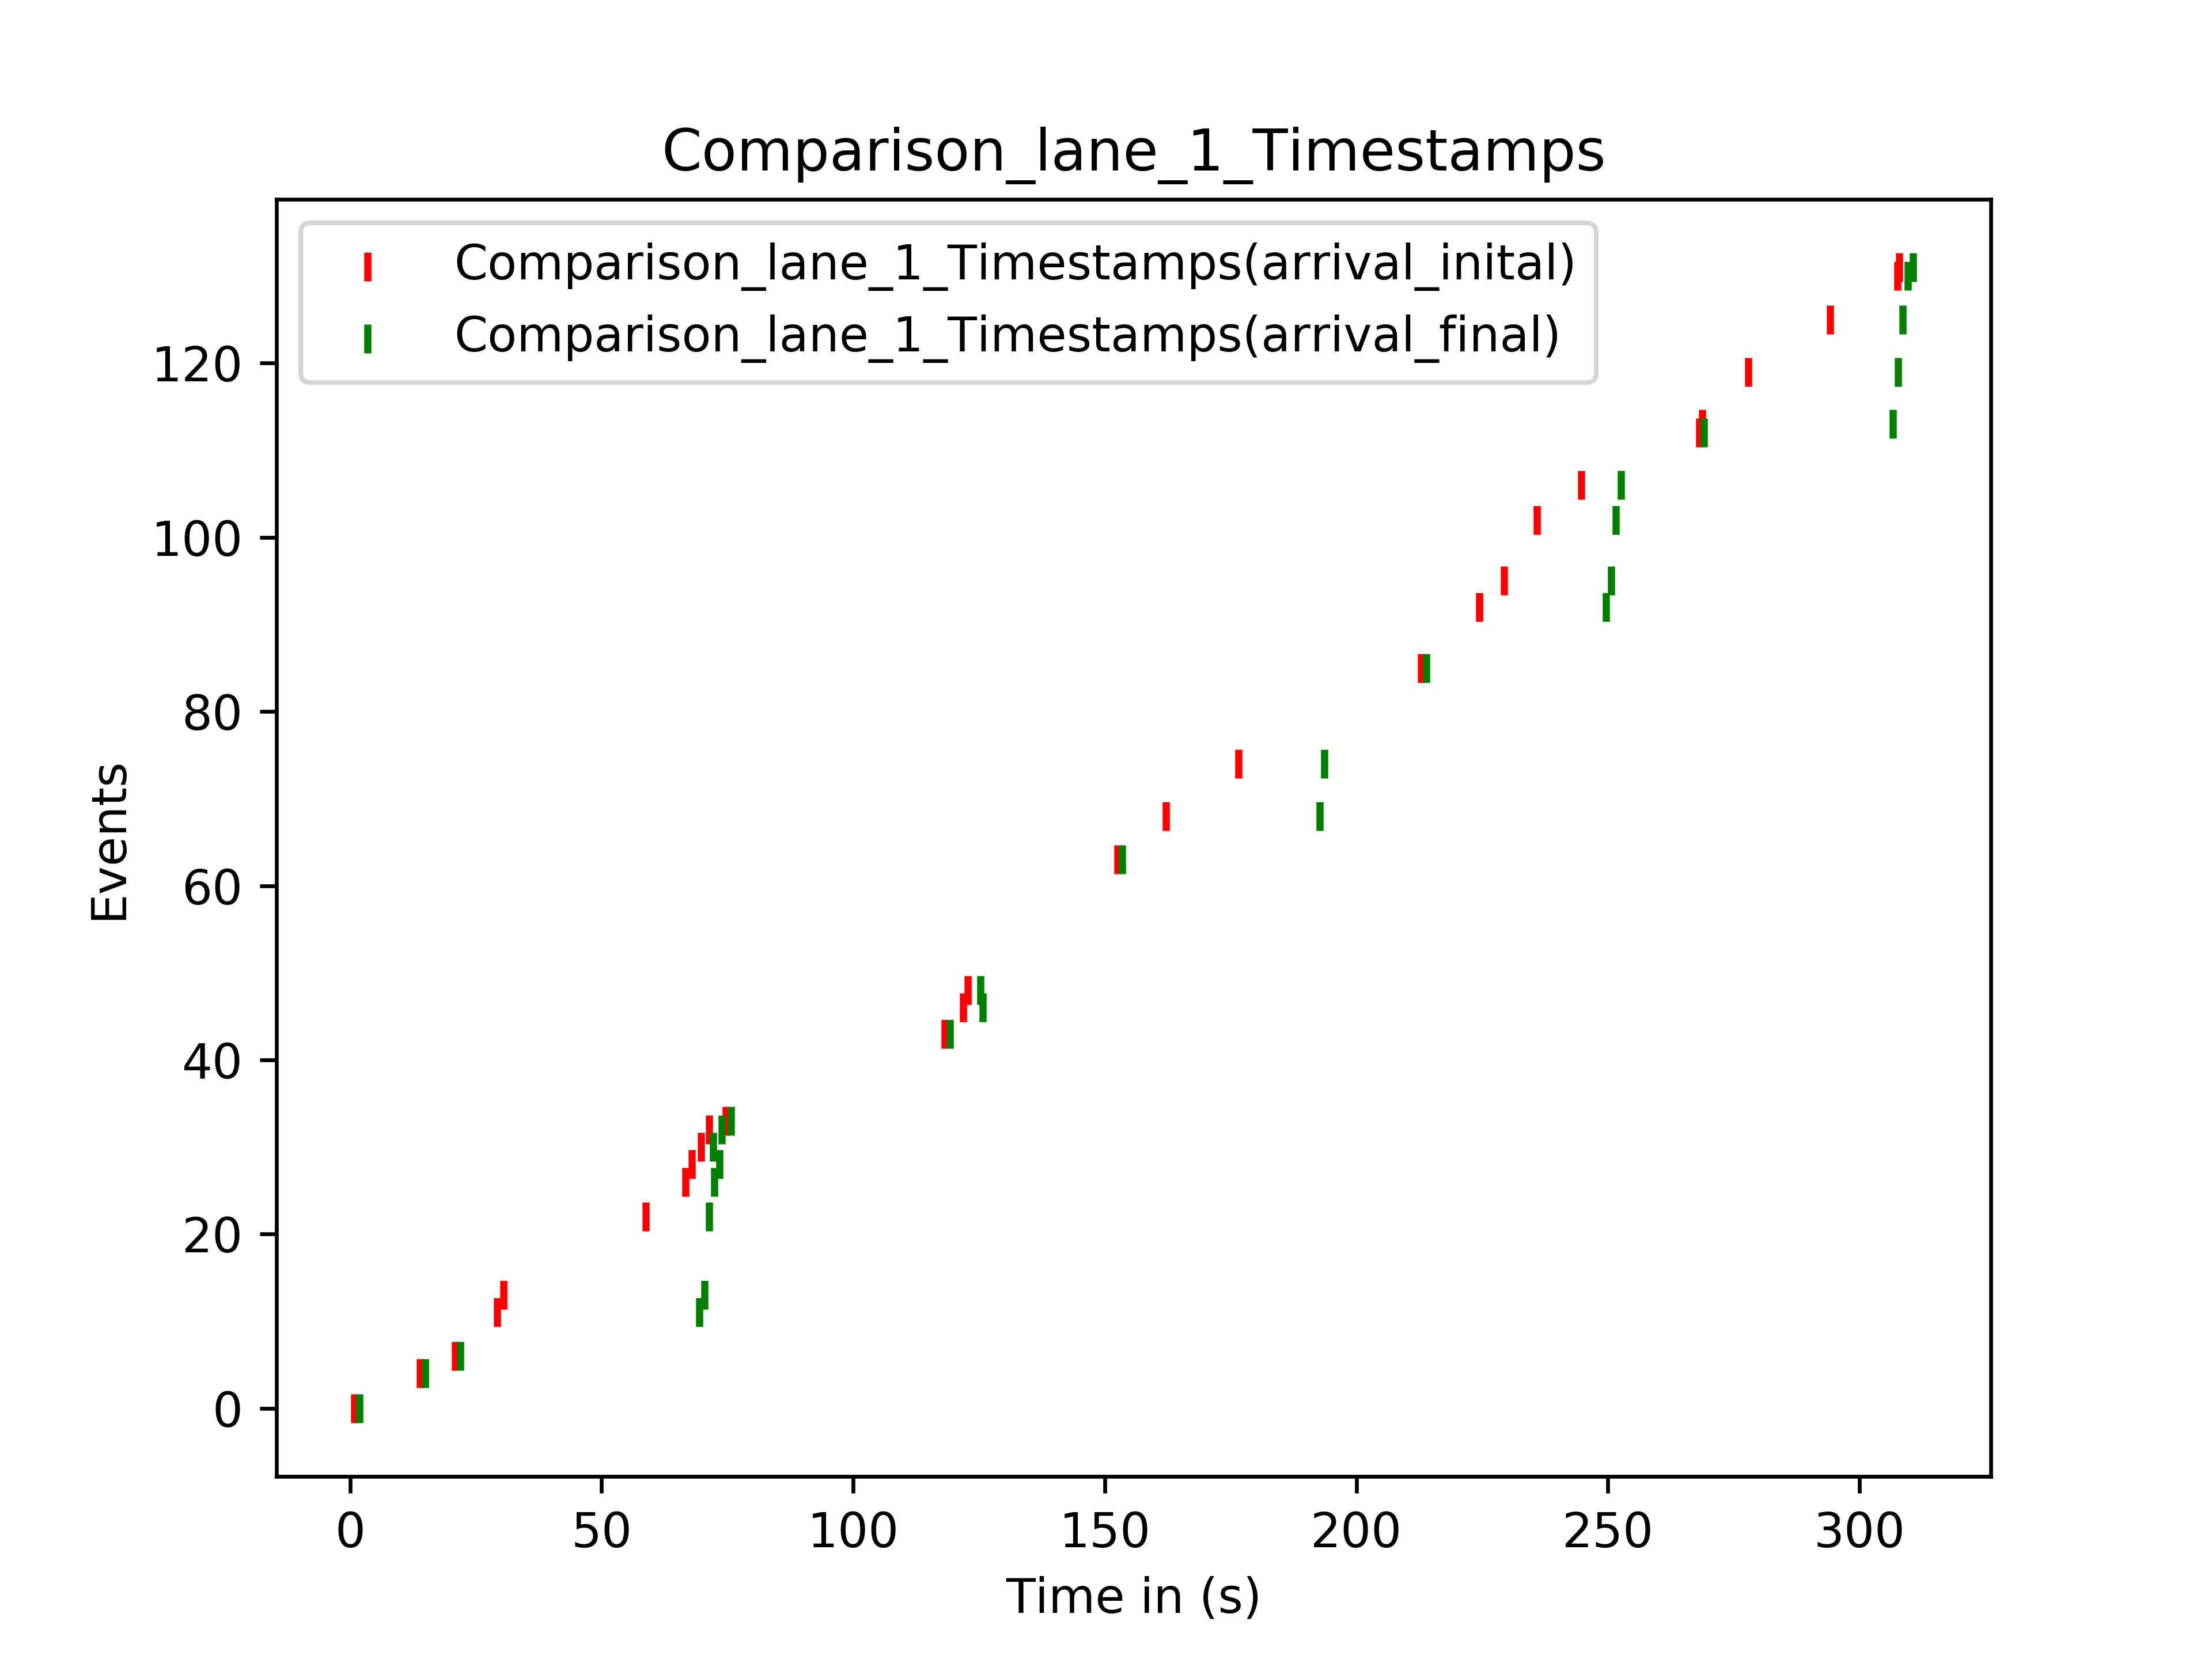 Comparison_lane_1_Timestamps
Comparison_lane_1_Timestamps(arrival_inital)
Comparison_lane_1_Timestamps(arrival_final)
120
100
80
60
40
20
0
Events
0 50 100 150 200 250 300
Time in (s)